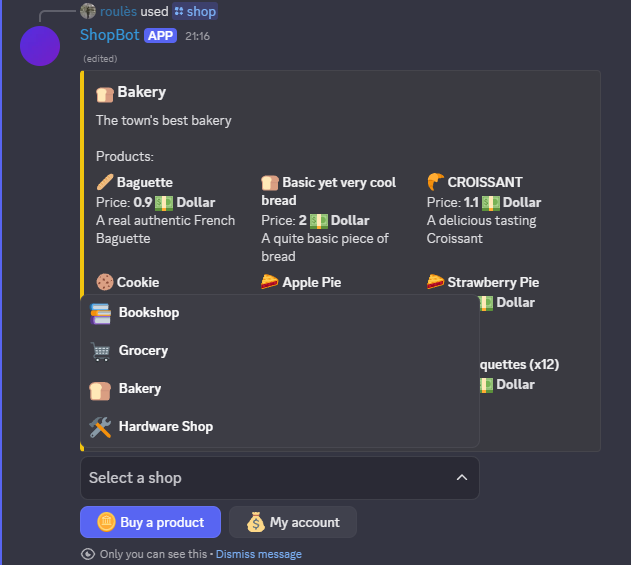 roulès used shop
ShopBot APP 21:16
(edited)
Bakery
The town's best bakery
Products:
Baguette
Price: 0.9 Dollar
A real authentic French
Baguette
Basic yet very cool
bread
Price: 2 Dollar
A quite basic piece of
bread
CROISSANT
Price: 1.1 Dollar
A delicious tasting
Croissant
Cookie
Apple Pie
Strawberry Pie
Dollar
quettes (x12)
Dollar
Bookshop
Grocery
Bakery
Hardware Shop
Select a shop
Buy a product
My account
Only you can see this • Dismiss message